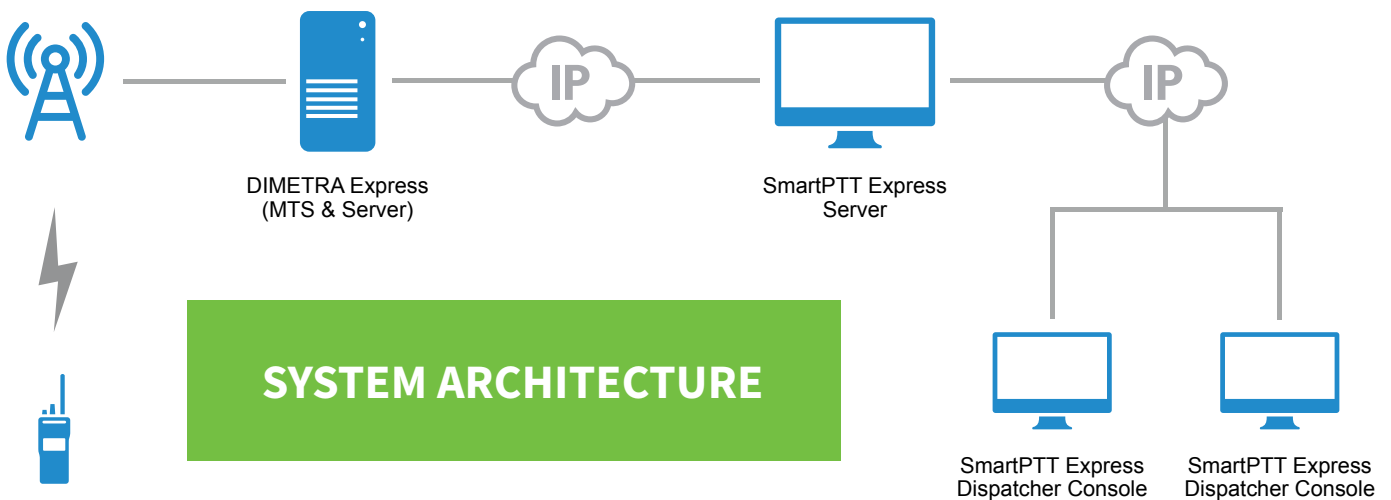 IP
IP
DIMETRA Express
(MTS & Server)
SmartPTT Express
Server
SYSTEM ARCHITECTURE
SmartPTT Express
Dispatcher Console
SmartPTT Express
Dispatcher Console